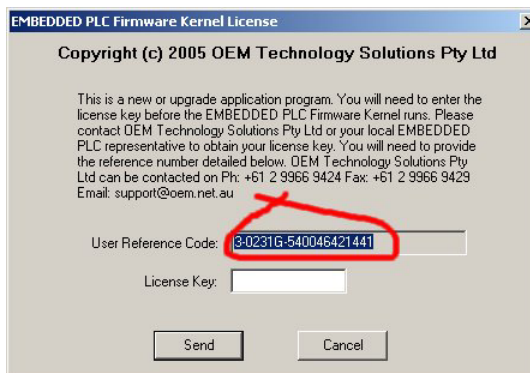 EMBEDDED PLC Firmware Kernel License
Copyright (c) 2005 OEM Technology Solutions Pty Ltd
This is a new or upgrade application program. You will need to enter the
license key before the EMBEDDED PLC Firmware Kernel runs. Please
contact OEM Technology Solutions Pty Ltd or your local EMBEDDED
PLC representative to obtain your license key. You will need to provide
the reference number detailed below. OEM Technology Solutions Pty
Ltd can be contacted on Ph: +61 2 9966 9424 Fax: +61 2 9966 9429
Email: support@oem.net.au
User Reference Code: 3-0231G-540046421441
License Key:
Send Cancel